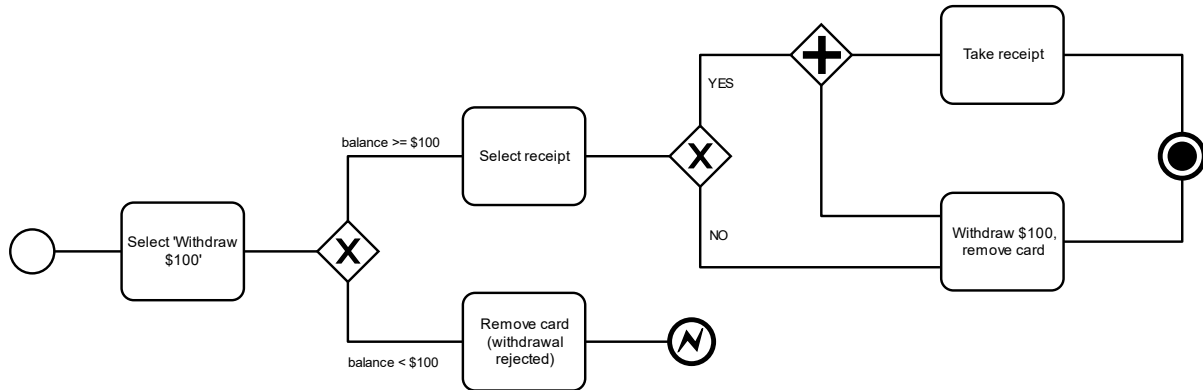 Take receipt
YES
balance >= $100
Select receipt
Select 'Withdraw
$100'
NO
Withdraw $100,
remove card
Remove card
(withdrawal
rejected)
balance < $100